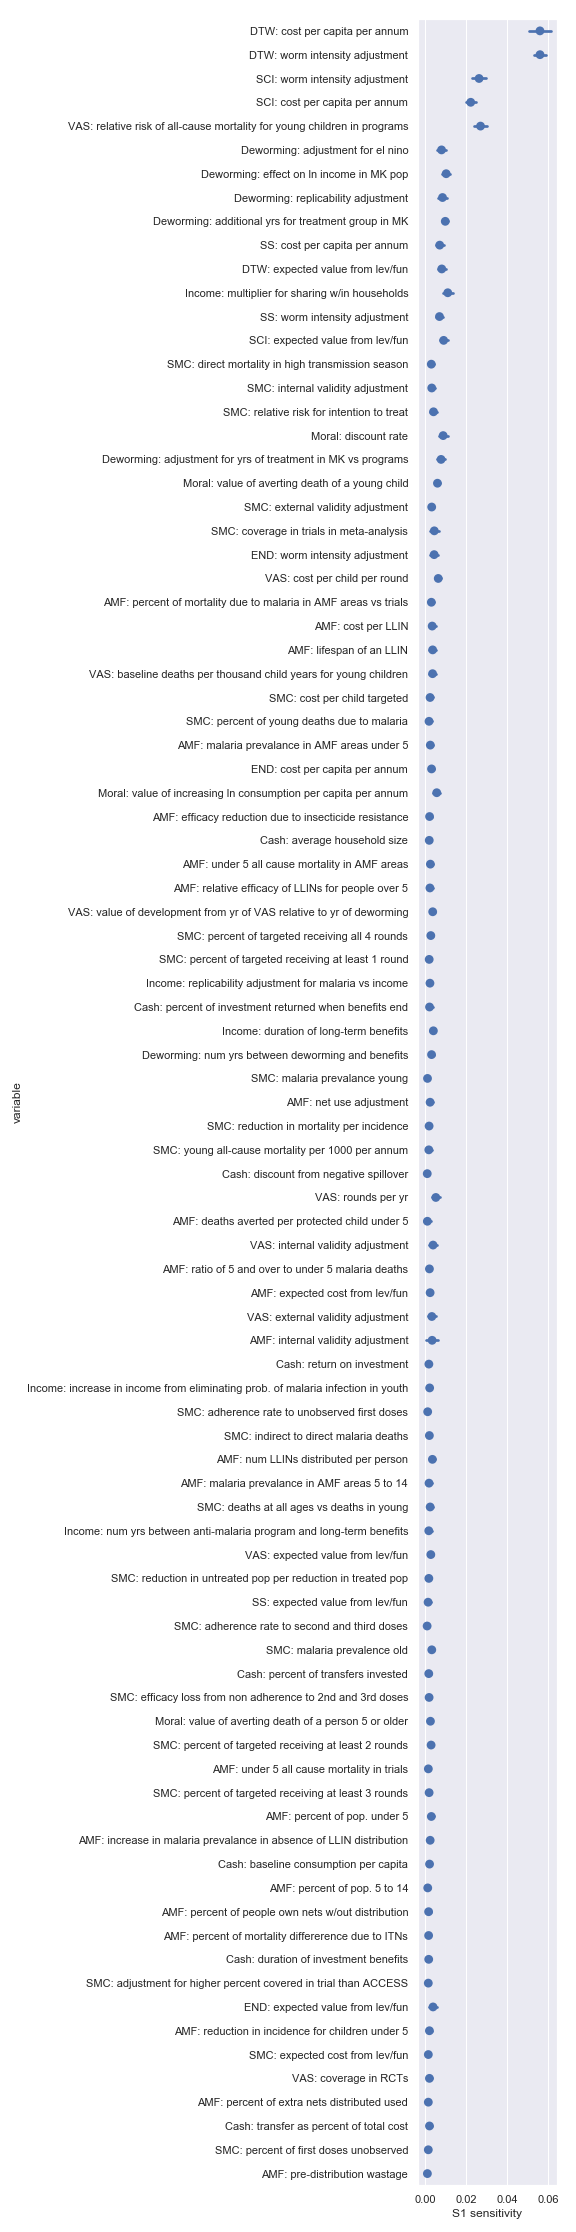 DTW: cost per capita per annum
DTW: worm intensity adjustment
SCI: worm intensity adjustment
SCI: cost per capita per annum
VAS: relative risk of all-cause mortality for young children in programs
Deworming: adjustment for el nino
Deworming: effect on ln income in MK pop
Deworming: replicability adjustment
Deworming: additional yrs for treatment group in MK
SS: cost per capita per annum
DTW: expected value from lev/fun
Income: multiplier for sharing w/in households
SS: worm intensity adjustment
SCI: expected value from lev/fun
SMC: direct mortality in high transmission season
SMC: internal validity adjustment
SMC: relative risk for intention to treat
Moral: discount rate
Deworming: adjustment for yrs of treatment in MK vs programs
Moral: value of averting death of a young child
SMC: external validity adjustment
SMC: coverage in trials in meta-analysis
END: worm intensity adjustment
VAS: cost per child per round
AMF: percent of mortality due to malaria in AMF areas vs trials
AMF: cost per LLIN
AMF: lifespan of an LLIN
VAS: baseline deaths per thousand child years for young children
SMC: cost per child targeted
SMC: percent of young deaths due to malaria
AMF: malaria prevalance in AMF areas under 5
END: cost per capita per annum
Moral: value of increasing ln consumption per capita per annum
AMF: efficacy reduction due to insecticide resistance
Cash: average household size
AMF: under 5 all cause mortality in AMF areas
AMF: relative efficacy of LLINs for people over 5
VAS: value of development from yr of VAS relative to yr of deworming
SMC: percent of targeted receiving all 4 rounds
SMC: percent of targeted receiving at least 1 round
Income: replicability adjustment for malaria vs income
Cash: percent of investment returned when benefits end
Income: duration of long-term benefits
Deworming: num yrs between deworming and benefits
variable
SMC: malaria prevalance young
AMF: net use adjustment
SMC: reduction in mortality per incidence
SMC: young all-cause mortality per 1000 per annum
Cash: discount from negative spillover
VAS: rounds per yr
AMF: deaths averted per protected child under 5
VAS: internal validity adjustment
AMF: ratio of 5 and over to under 5 malaria deaths
AMF: expected cost from lev/fun
VAS: external validity adjustment
AMF: internal validity adjustment
Cash: return on investment
Income: increase in income from eliminating prob. of malaria infection in youth
SMC: adherence rate to unobserved first doses
SMC: indirect to direct malaria deaths
AMF: num LLINs distributed per person
AMF: malaria prevalance in AMF areas 5 to 14
SMC: deaths at all ages vs deaths in young
Income: num yrs between anti-malaria program and long-term benefits
VAS: expected value from lev/fun
SMC: reduction in untreated pop per reduction in treated pop
SS: expected value from lev/fun
SMC: adherence rate to second and third doses
SMC: malaria prevalence old
Cash: percent of transfers invested
SMC: efficacy loss from non adherence to 2nd and 3rd doses
Moral: value of averting death of a person 5 or older
SMC: percent of targeted receiving at least 2 rounds
AMF: under 5 all cause mortality in trials
SMC: percent of targeted receiving at least 3 rounds
AMF: percent of pop. under 5
AMF: increase in malaria prevalance in absence of LLIN distribution
Cash: baseline consumption per capita
AMF: percent of pop. 5 to 14
AMF: percent of people own nets w/out distribution
AMF: percent of mortality differerence due to ITNs
Cash: duration of investment benefits
SMC: adjustment for higher percent covered in trial than ACCESS
END: expected value from lev/fun
AMF: reduction in incidence for children under 5
SMC: expected cost from lev/fun
VAS: coverage in RCTs
AMF: percent of extra nets distributed used
Cash: transfer as percent of total cost
SMC: percent of first doses unobserved
AMF: pre-distribution wastage
0.00 0.02 0.04 0.06
S1 sensitivity